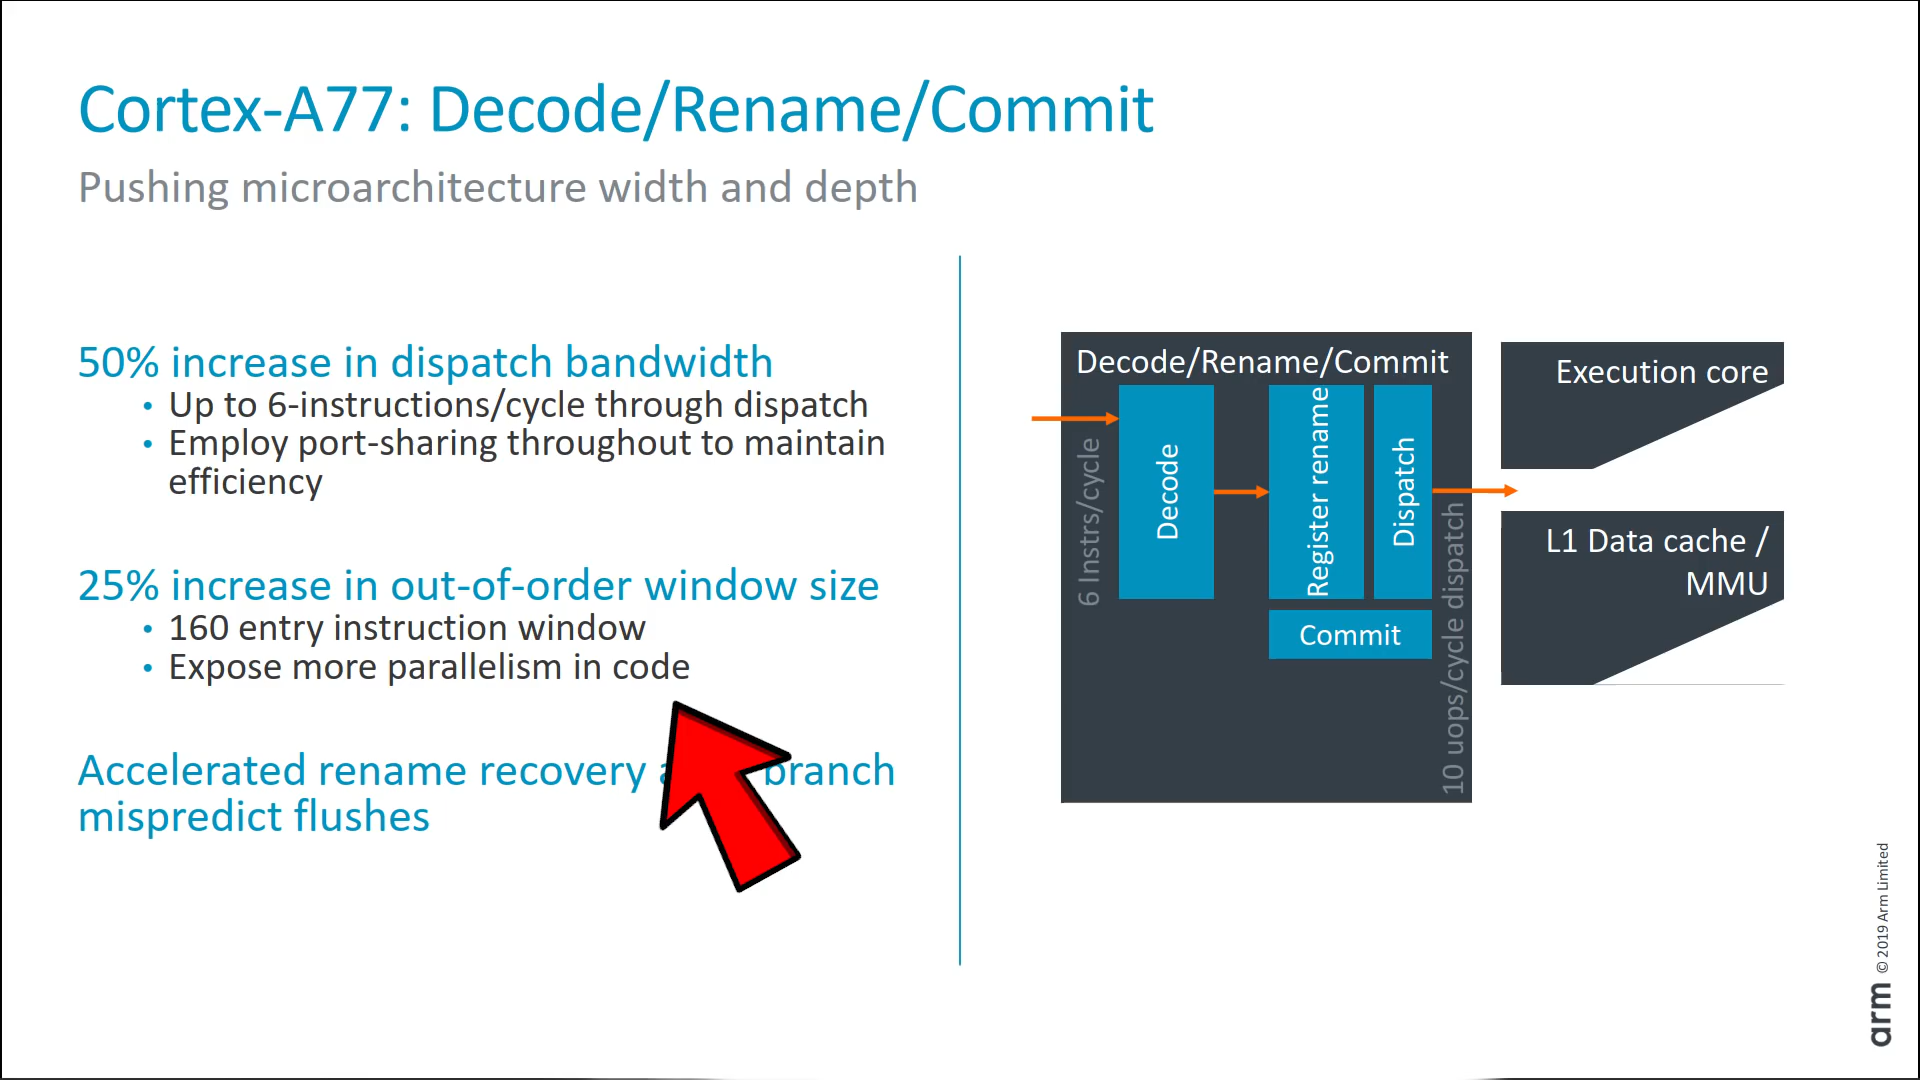 Cortex-A77: Decode/Rename/Commit
Pushing microarchitecture width and depth
50% increase in dispatch bandwidth
• Up to 6-instructions/cycle through dispatch
• Employ port-sharing throughout to maintain
efficiency
25% increase in out-of-order window size
• 160 entry instruction window
• Expose more parallelism in code
Accelerated rename recovery branch
mispredict flushes
Decode/Rename/Commit
6 Instrs/cycle
Decode
Register rename
Dispatch
Commit
10 uops/cycle dispatch
Execution core
L1 Data cache /
MMU
arm © 2019 Arm Limited